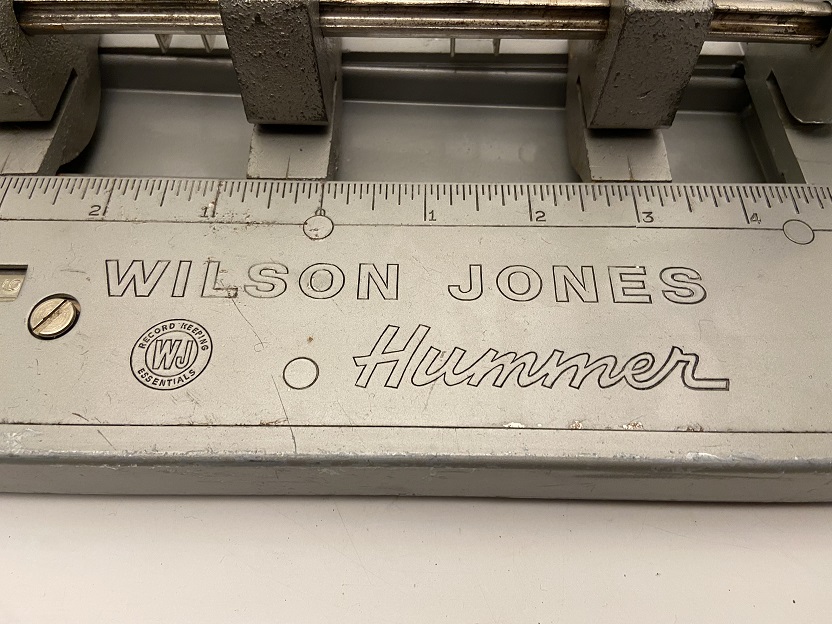 2 1 0 1 2 3 4
WILSON JONES
RECORD KEEPING
WJ
ESSENTIALS
Hummer